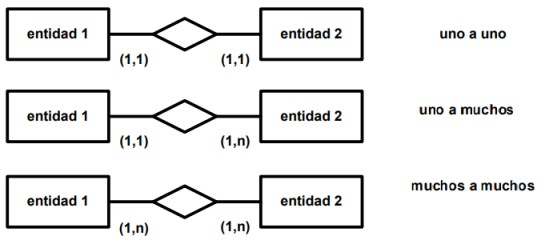 entidad 1
entidad 2
uno a uno
(1,1)
(1,1)
entidad 1
entidad 2
uno a muchos
(1,1)
(1,n)
entidad 1
entidad 2
muchos a muchos
(1,n)
(1,n)